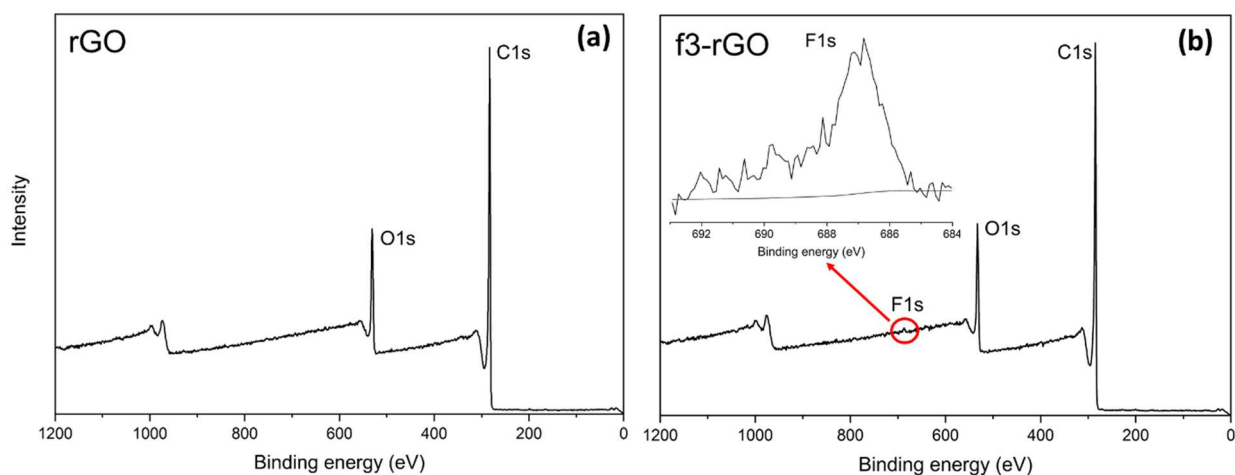 rGO
(a)
C1s
O1s
Intensity
1200 1000 800 600 400 200 0
Binding energy (eV)
f3-rGO
(b)
F1s
C1s
692 690 688 686 684
Binding energy (eV)
O1s
F1s
1200 1000 800 600 400 200 0
Binding energy (eV)